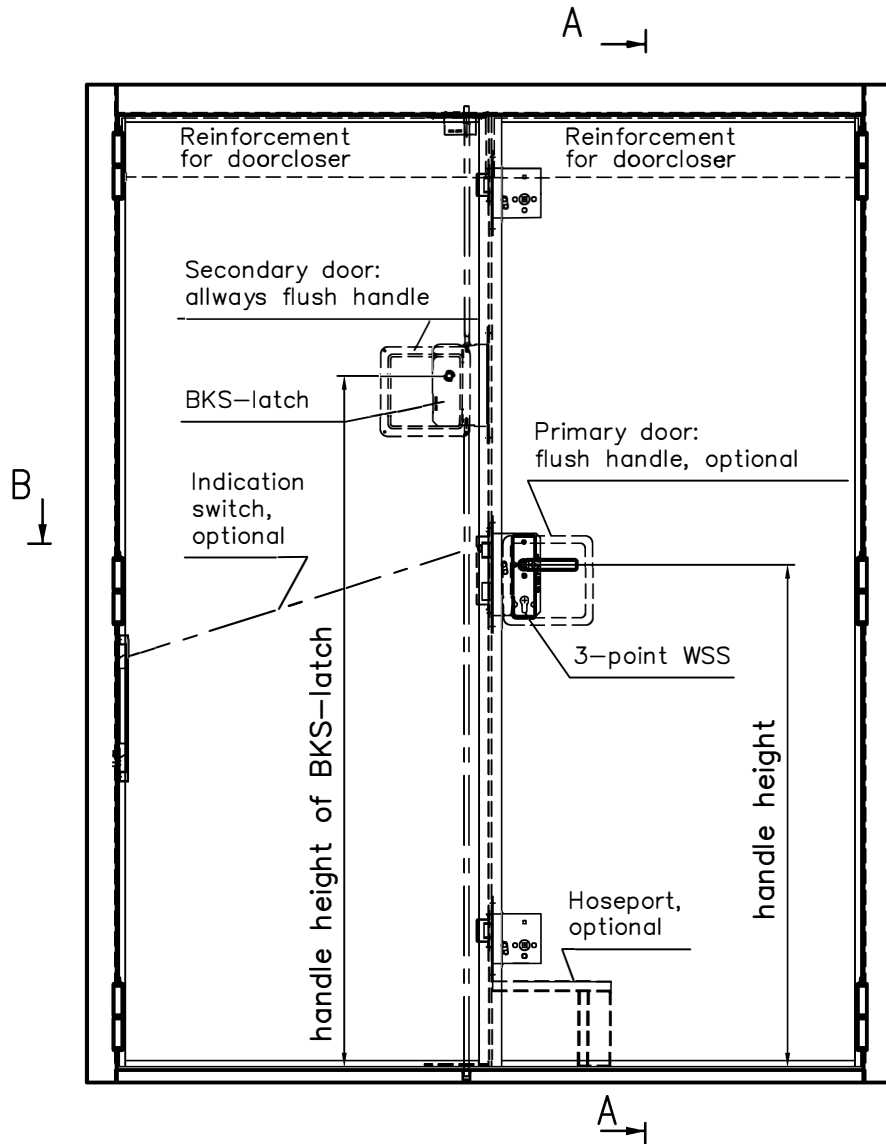 A
Reinforcement
for doorcloser
Reinforcement
for doorcloser
Secondary door:
allways flush handle
BKS-latch
Primary door:
flush handle, optional
B
Indication
switch,
optional
3-point WSS
handle height of BKS-latch
handle height
Hoseport,
optional
A